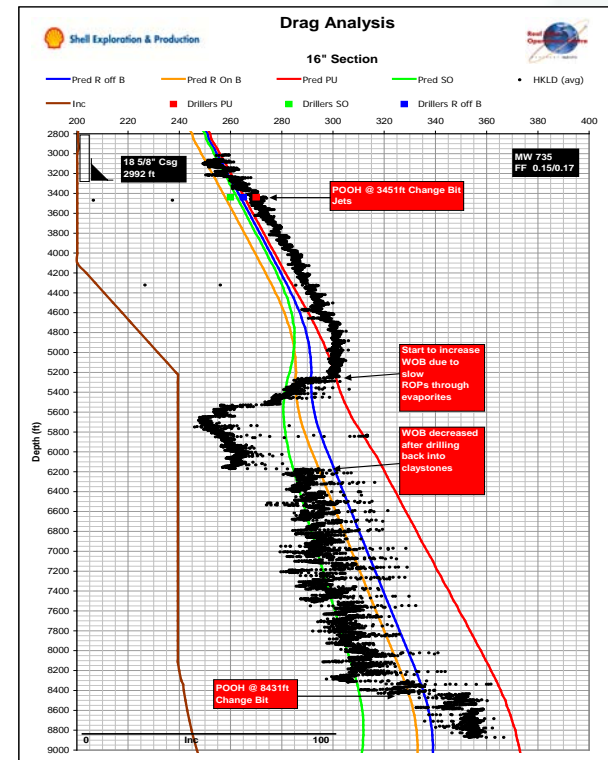 Drag Analysis
Shell Exploration & Production
16" Section
Pred R off B
Pred R On B
Pred PU
Pred SO
HKLD (avg)
Inc
Drillers PU
Drillers SO
Drillers R off B
200 220 240 260 280 300 320 340 360 380 400
2800
3000
3200
3400
3600
3800
4000
4200
4400
4600
4800
5000
5200
5400
5600
5800
6000
6200
6400
6600
6800
7000
7200
7400
7600
7800
8000
8200
8400
8600
8800
9000
Depth (ft)
18 5/8" Csg
2992 ft
MW 735
FF 0.15/0.17
POOH @ 3451ft Change Bit
Jets
Start to increase
WOB due to
slow
ROPs through
evaporites
WOB decreased
after drilling
back into
claystones
POOH @ 8431ft
Change Bit
0 Inc 100